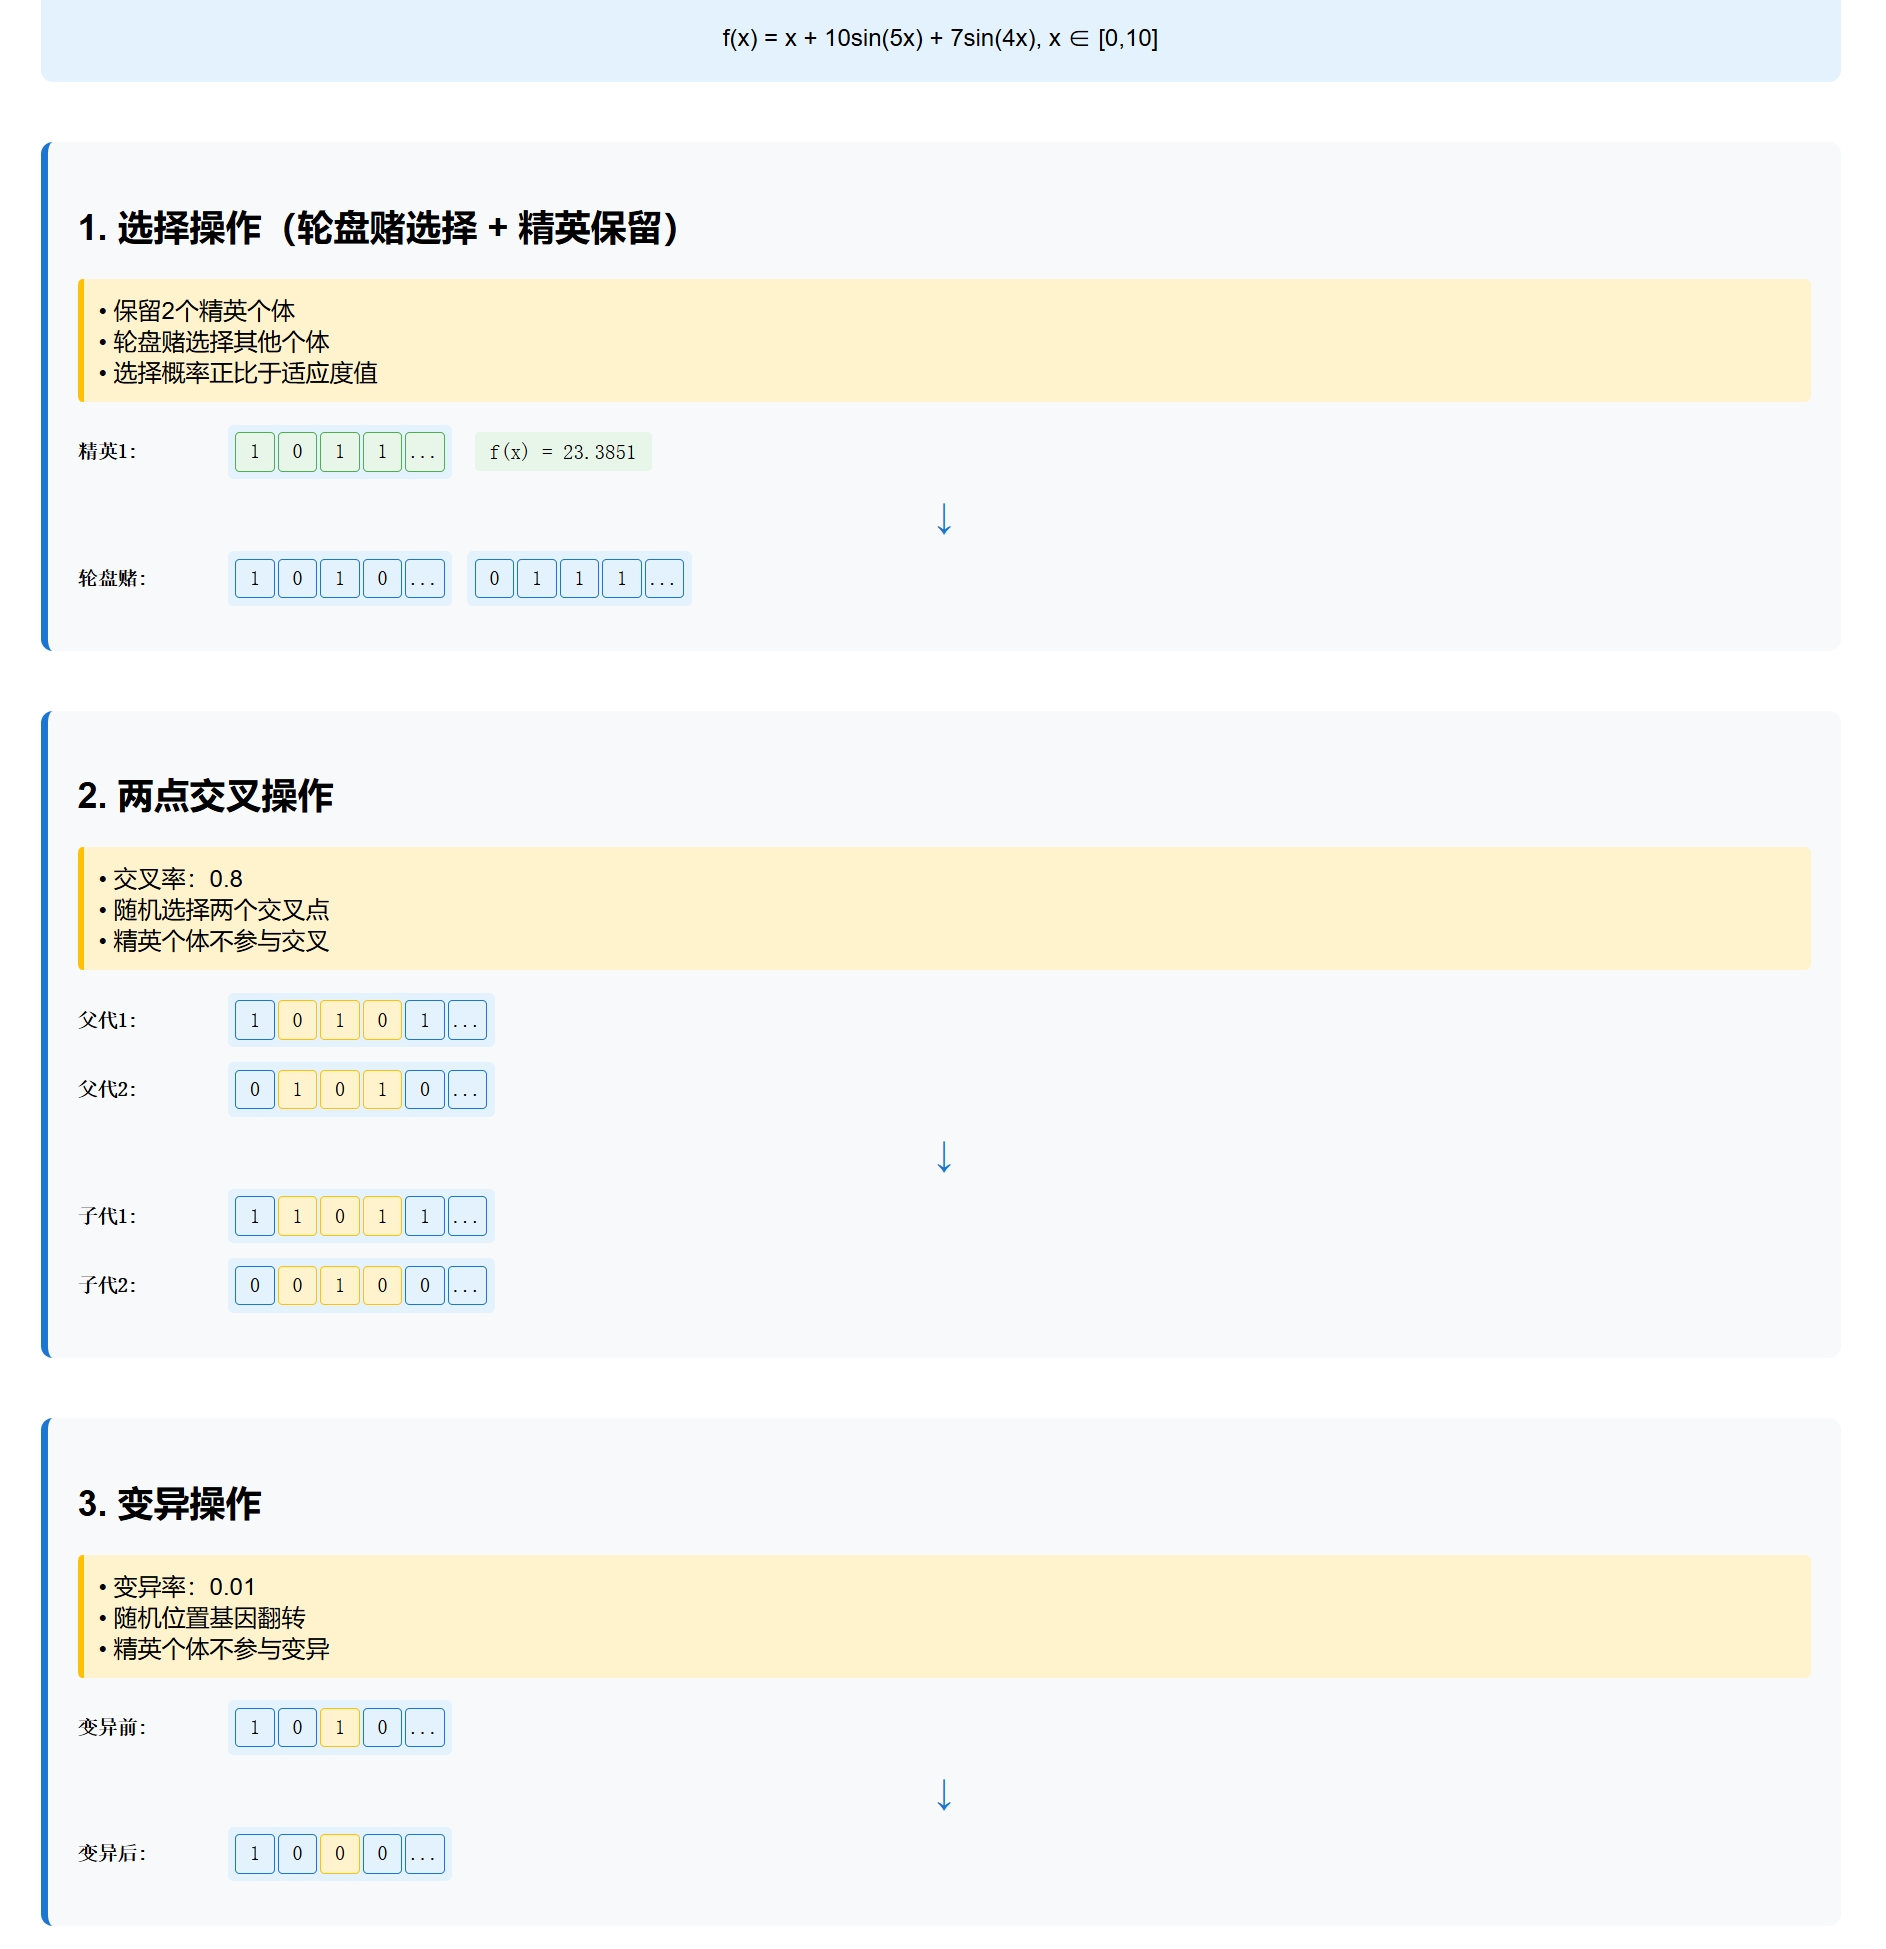 f(x) = x + 10sin(5x) + 7sin(4x), x ∈ [0,10]
1. 选择操作（轮盘赌选择 + 精英保留）
• 保留2个精英个体
• 轮盘赌选择其他个体
• 选择概率正比于适应度值
精英1: 1 0 1 1 ... f(x) = 23.3851
↓
轮盘赌: 1 0 1 0 ... 0 1 1 1 ...
2. 两点交叉操作
• 交叉率：0.8
• 随机选择两个交叉点
• 精英个体不参与交叉
父代1: 1 0 1 0 1 ...
父代2: 0 1 0 1 0 ...
↓
子代1: 1 1 0 1 1 ...
子代2: 0 0 1 0 0 ...
3. 变异操作
• 变异率：0.01
• 随机位置基因翻转
• 精英个体不参与变异
变异前: 1 0 1 0 ...
↓
变异后: 1 0 0 0 ...